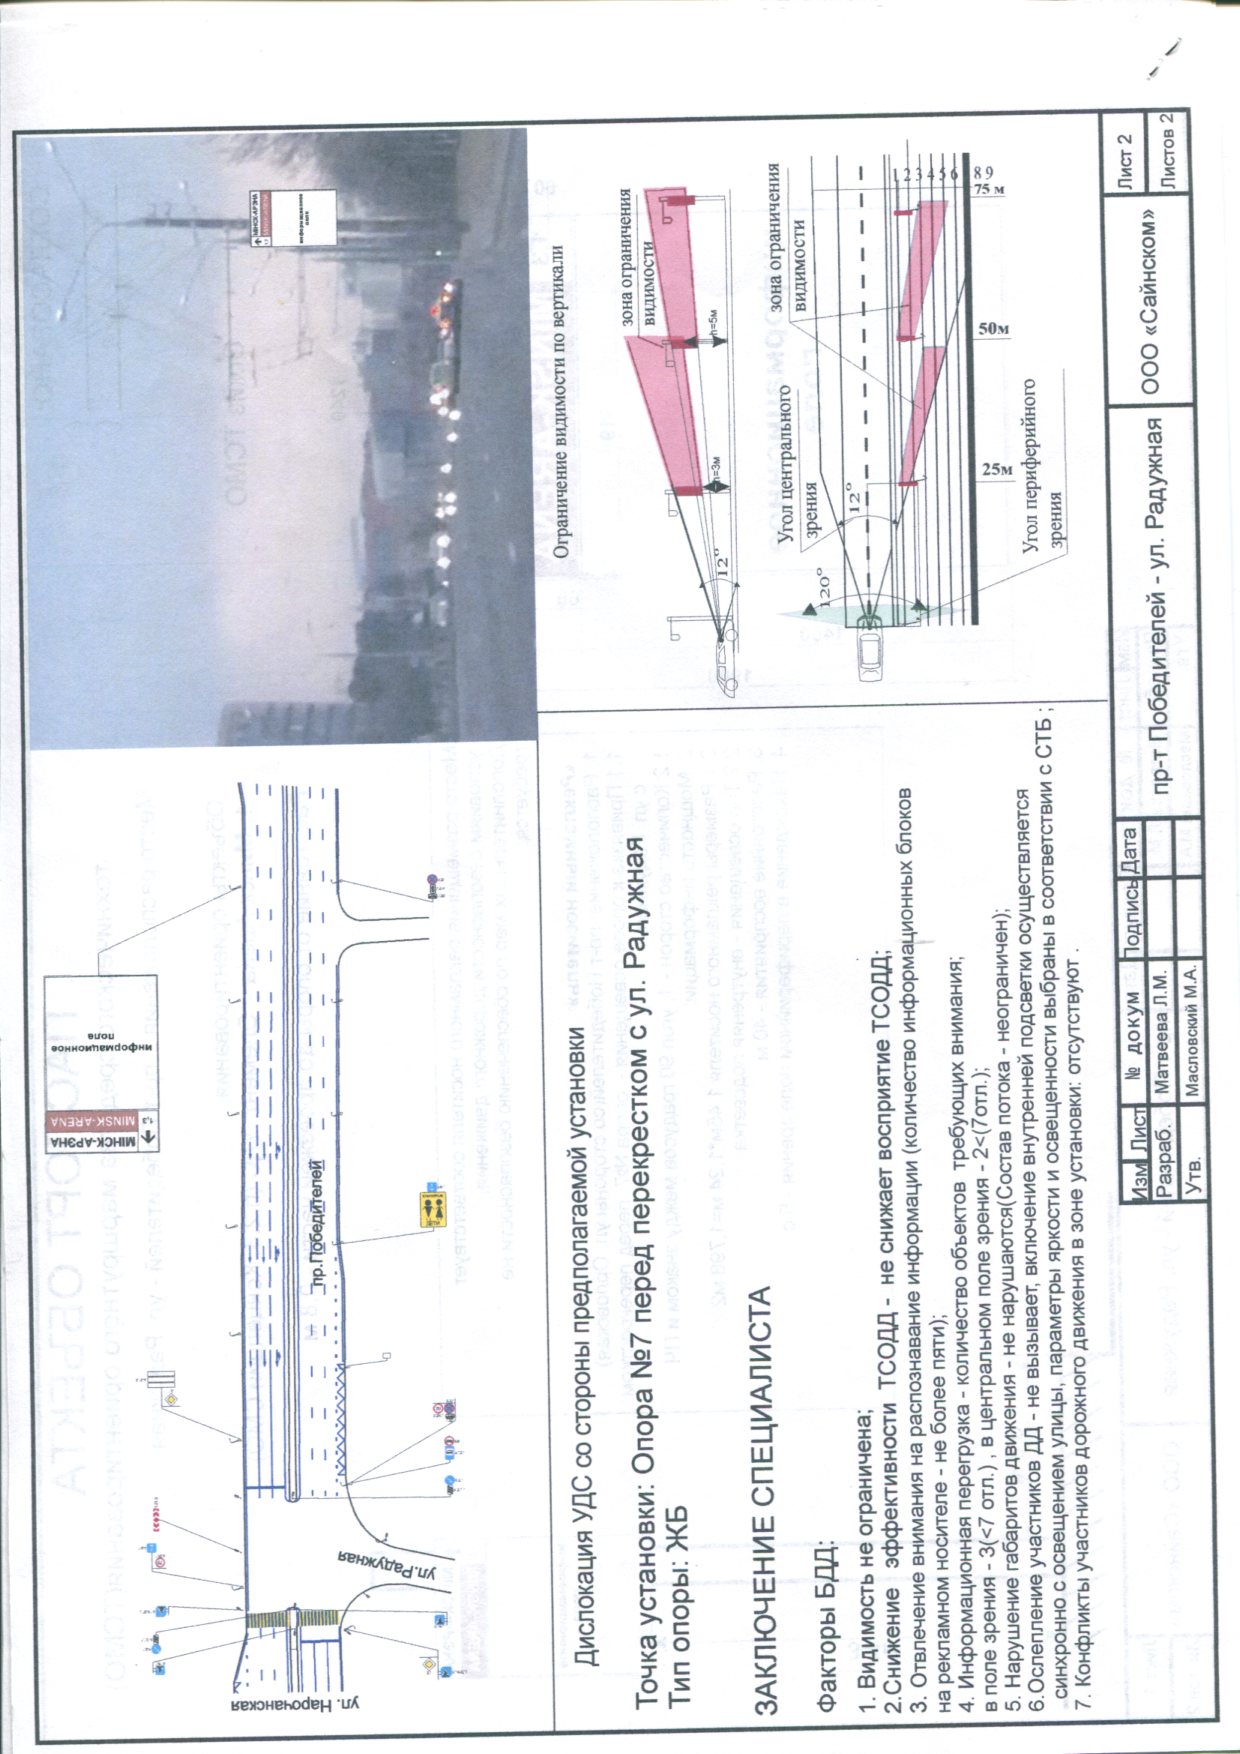 МІНСК-АРЭНА
MINSK-ARENA
1.3
информационное
поле
пр.Победителей
ул.Радужная
ул. Нарочанская
МІНСК-АРЭНА
информационное
поле
Дислокация УДС со стороны предполагаемой установки
Точка установки: Опора №7 перед перекрестком с ул. Радужная
Тип опоры: ЖБ
ЗАКЛЮЧЕНИЕ СПЕЦИАЛИСТА
Факторы БДД:
1. Видимость не ограничена;
2.Снижение эффективности ТСОДД - не снижает восприятие ТСОДД;
3. Отвлечение внимания на распознавание информации (количество информационных блоков
на рекламном носителе - не более пяти);
4. Информационная перегрузка - количество объектов требующих внимания;
в поле зрения - 3(<7 отл.) , в центральном поле зрения - 2<(7отл.);
5. Нарушение габаритов движения - не нарушаются(Состав потока - неограничен);
6.Ослепление участников ДД - не вызывает, включение внутренней подсветки осуществляется
синхронно с освещением улицы, параметры яркости и освещенности выбраны в соответствии с СТБ ;
7. Конфликты участников дорожного движения в зоне установки: отсутствуют .
Ограничение видимости по вертикали
зона ограничения
видимости
h=5м
h=3м
12°
зона ограничения
видимости
Угол центрального
зрения
120°
12°
1 2 3 4 5 6 8 9
75 м
50м
25м
Угол периферийного
зрения
Изм Лист № докум Подпись Дата
Разраб. Матвеева Л.М.
Утв. Масловский М.А.
пр-т Победителей - ул. Радужная
ООО «Сайнском»
Лист 2
Листов 2